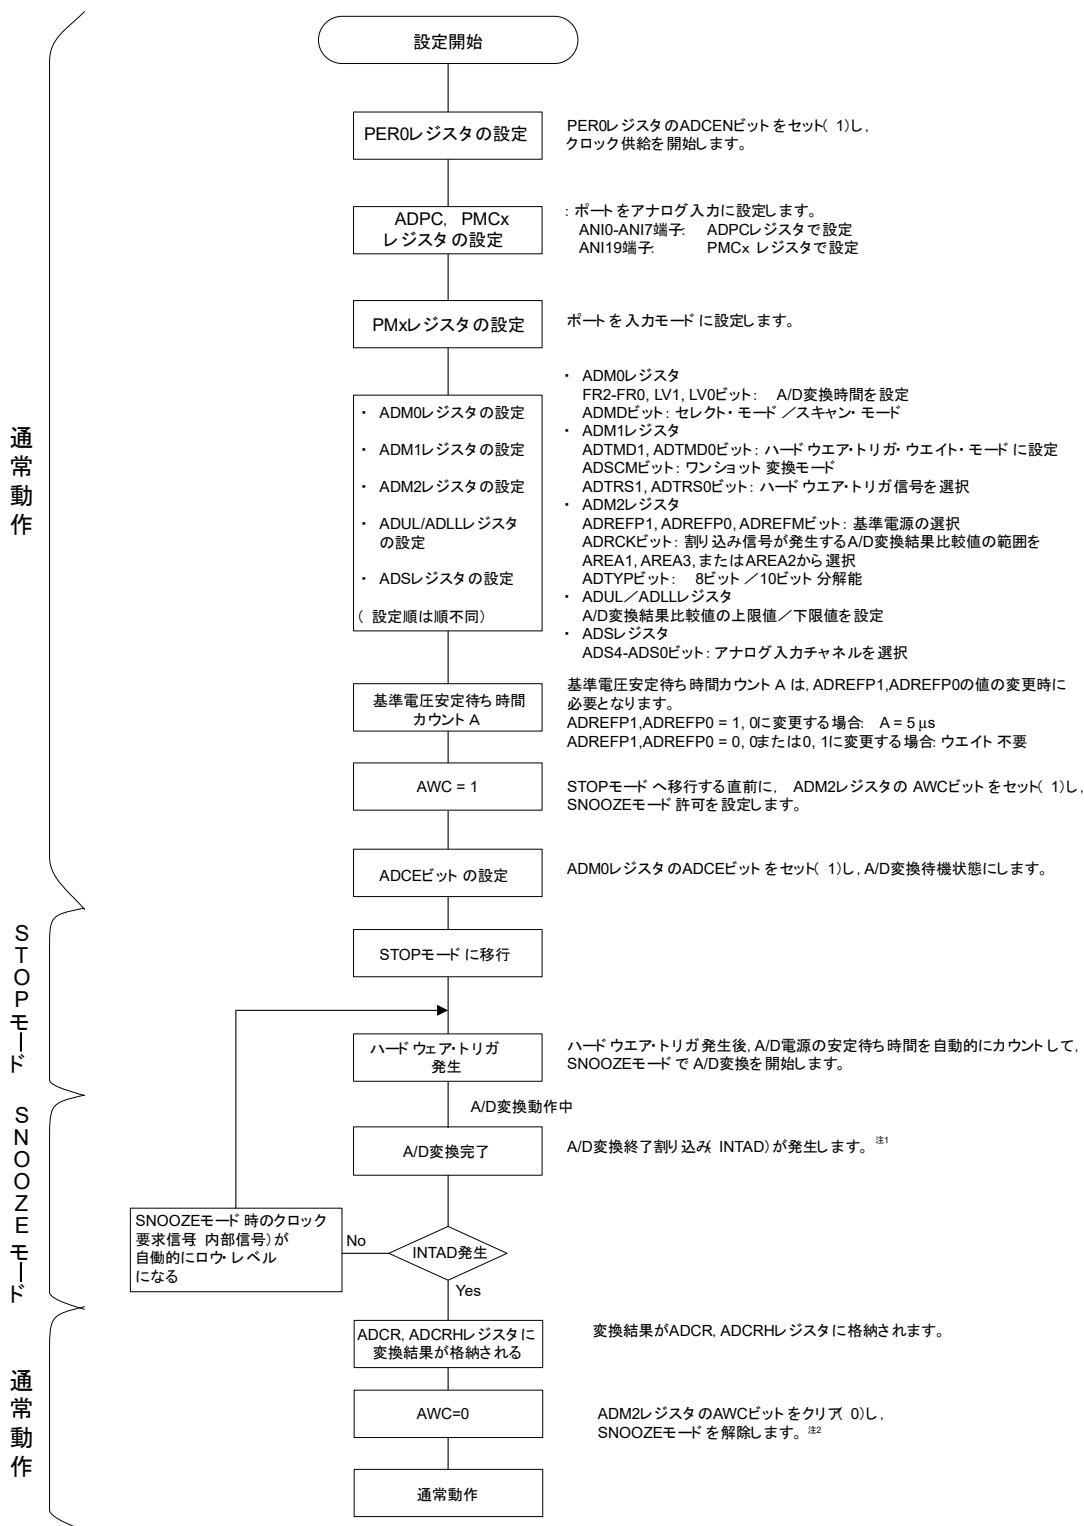 設定開始
PER0レジスタの設定
PER0レジスタのADCENビットをセット(1)し,
クロック供給を開始します。
ADPC, PMCx
レジスタの設定
:ポートをアナログ入力に設定します。
ANI0-ANI7端子: ADPCレジスタで設定
ANI19端子: PMCxレジスタで設定
PMxレジスタの設定
ポートを入力モードに設定します。
・ ADM0レジスタの設定
・ ADM1レジスタの設定
・ ADM2レジスタの設定
・ ADUL/ADLLレジスタ
の設定
・ ADSレジスタの設定
(設定順は順不同)
・ ADM0レジスタ
FR2-FR0, LV1, LV0ビット: A/D変換時間を設定
ADMDビット:セレクト・モード/スキャン・モード
・ ADM1レジスタ
ADTMD1, ADTMD0ビット:ハードウエア・トリガ・ウエイト・モードに設定
ADSCMビット:ワンショット変換モード
ADTRS1, ADTRS0ビット:ハードウエア・トリガ信号を選択
・ ADM2レジスタ
ADREFP1, ADREFP0, ADREFMビット:基準電源の選択
ADRCKビット:割り込み信号が発生するA/D変換結果比較値の範囲を
AREA1, AREA3, またはAREA2から選択
ADTYPビット: 8ビット/10ビット分解能
・ ADUL/ADLLレジスタ
A/D変換結果比較値の上限値/下限値を設定
・ ADSレジスタ
ADS4-ADS0ビット:アナログ入力チャネルを選択
基準電圧安定待ち時間
カウント A
基準電圧安定待ち時間カウント A は, ADREFP1,ADREFP0の値の変更時に
必要となります。
ADREFP1,ADREFP0 = 1, 0に変更する場合: A = 5 μs
ADREFP1,ADREFP0 = 0, 0または0, 1に変更する場合:ウエイト不要
AWC = 1
STOPモードへ移行する直前に, ADM2レジスタの AWCビットをセット(1)し,
SNOOZEモード許可を設定します。
ADCEビットの設定
ADM0レジスタのADCEビットをセット(1)し, A/D変換待機状態にします。
通常動作
STOPモードに移行
ハードウェア・トリガ
発生
ハードウエア・トリガ発生後, A/D電源の安定待ち時間を自動的にカウントして,
SNOOZEモードで A/D変換を開始します。
STOPモード
A/D変換動作中
A/D変換完了
A/D変換終了割り込み(INTAD)が発生します。 注1
SNOOZEモード時のクロック
要求信号(内部信号)が
自働的にロウ・レベル
になる
No
INTAD発生
Yes
SNOOZEモード
ADCR, ADCRHレジスタに
変換結果が格納される
変換結果がADCR, ADCRHレジスタに格納されます。
AWC=0
ADM2レジスタのAWCビットをクリア(0)し,
SNOOZEモードを解除します。 注2
通常動作
通常動作